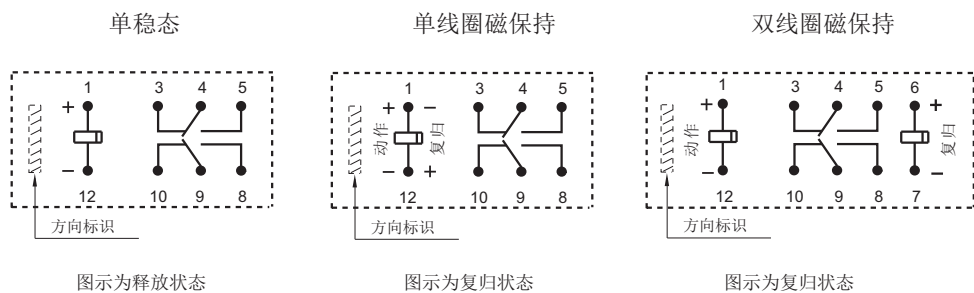 单稳态
1 3 4 5
+
−
12 10 9 8
方向标识
图示为释放状态
单线圈磁保持
1 3 4 5
+ −
动作 复归
− +
12 10 9 8
方向标识
图示为复归状态
双线圈磁保持
1 3 4 5 6
+ +
动作 复归
− −
12 10 9 8 7
方向标识
图示为复归状态